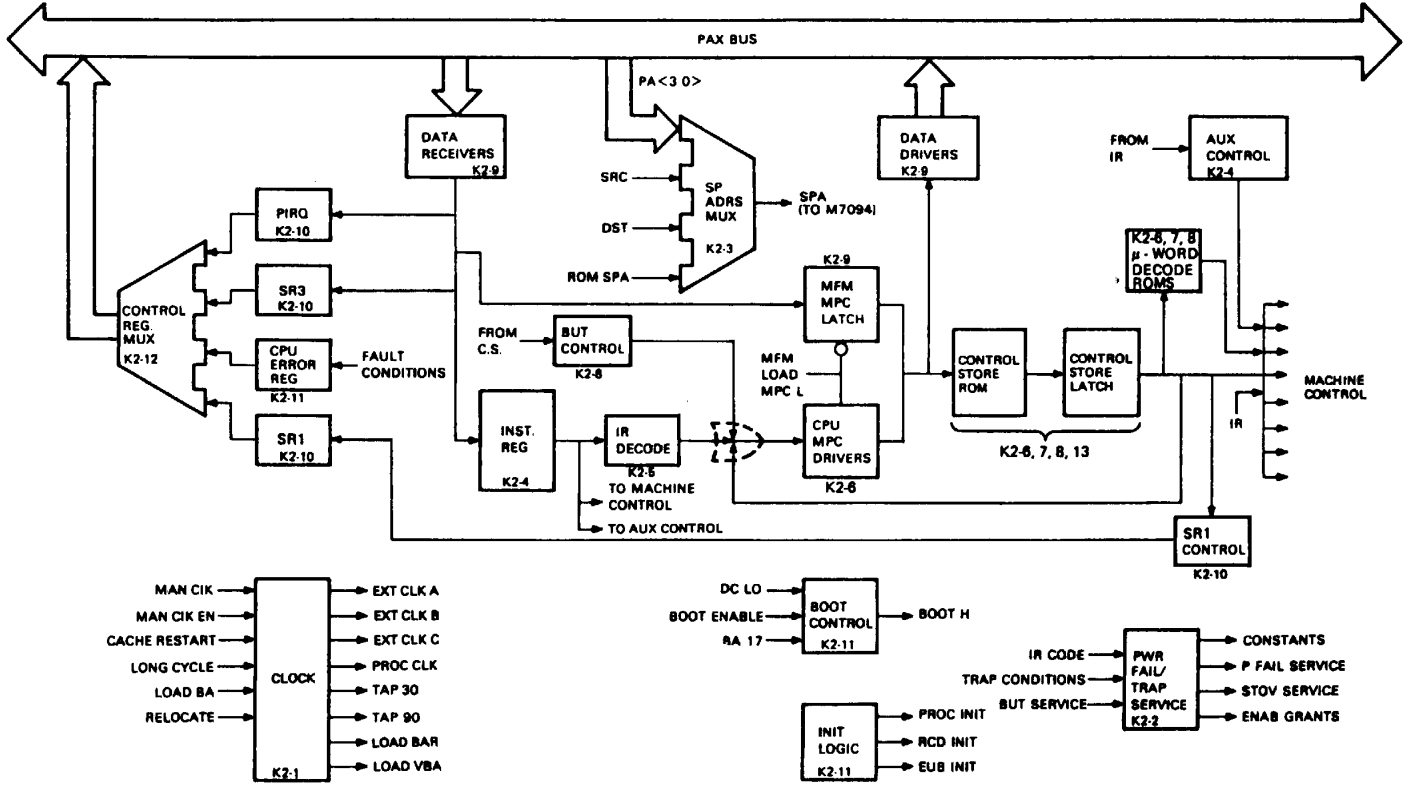 PAX BUS
PA<3 0>
DATA
RECEIVERS
K2-9
SRC
DST
ROM SPA
SP
ADRS
MUX
K2-3
SPA
(TO M7094)
DATA
DRIVERS
K2-9
FROM
IR
AUX
CONTROL
K2-4
PIRQ
K2-10
SR3
K2-10
CPU
ERROR
REG
K2-11
FAULT
CONDITIONS
SR1
K2-10
CONTROL
REG.
MUX
K2-12
FROM
C.S.
BUT
CONTROL
K2-8
K2-9
MFM
MPC
LATCH
MFM
LOAD
MPC L
CPU
MPC
DRIVERS
K2-6
INST.
REG
K2-4
IR
DECODE
K2-5
TO MACHINE
CONTROL
TO AUX CONTROL
CONTROL
STORE
ROM
CONTROL
STORE
LATCH
K2-6, 7, 8, 13
K2-6, 7, 8
μ - WORD
DECODE
ROMS
IR
MACHINE
CONTROL
SR1
CONTROL
K2-10
MAN CIK
MAN CIK EN
CACHE RESTART
LONG CYCLE
LOAD BA
RELOCATE
CLOCK
K2-1
EXT CLK A
EXT CLK B
EXT CLK C
PROC CLK
TAP 30
TAP 90
LOAD BAR
LOAD VBA
DC LO
BOOT ENABLE
RA 17
BOOT
CONTROL
K2-11
BOOT H
INIT
LOGIC
K2-11
PROC INIT
RCD INIT
EUB INIT
IR CODE
TRAP CONDITIONS
BUT SERVICE
PWR
FAIL/
TRAP
SERVICE
K2-2
CONSTANTS
P FAIL SERVICE
STOV SERVICE
ENAB GRANTS